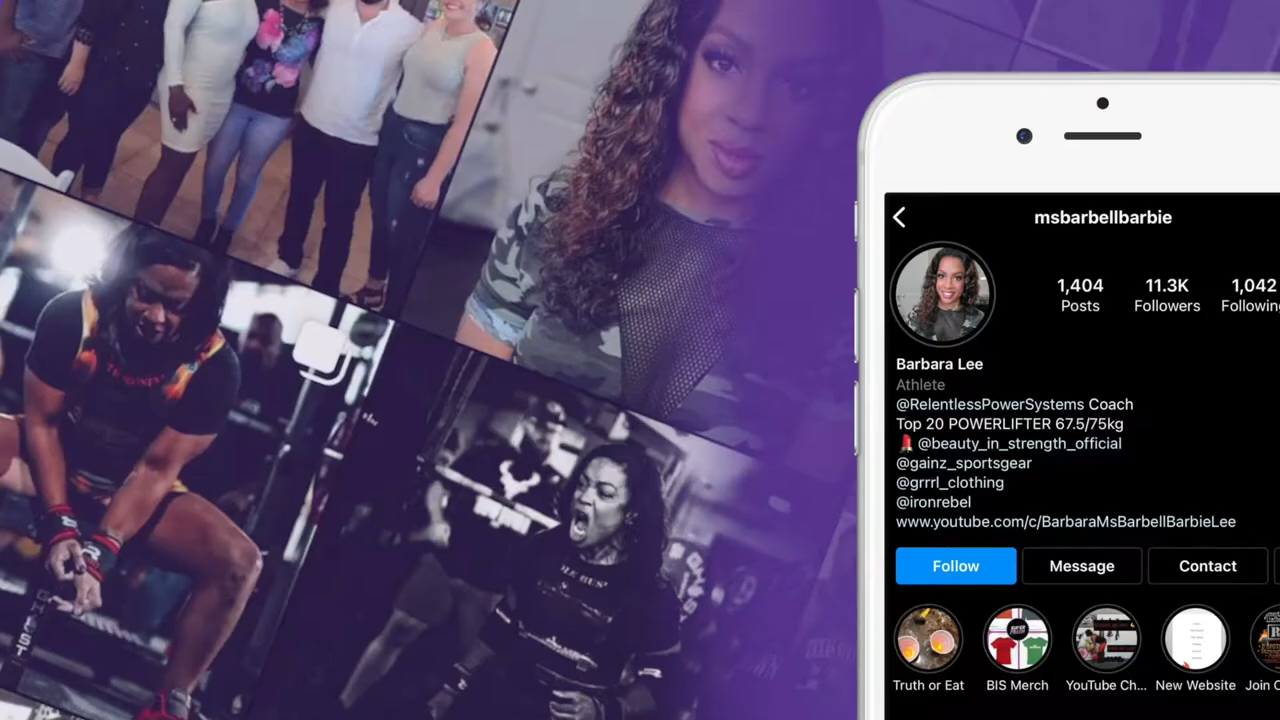 msbarbellbarbie
1,404
11.3K
1,042
Posts
Followers
Following
Barbara Lee
Athlete
@RelentlessPowerSystems Coach
Top 20 POWERLIFTER 67.5/75kg
💄 @beauty_in_strength_official
@gainz_sportsgear
@grrrl_clothing
@ironrebel
www.youtube.com/c/BarbaraMsBarbellBarbieLee
Follow
Message
Contact
Truth or Eat
BIS Merch
YouTube Ch...
New Website
Join